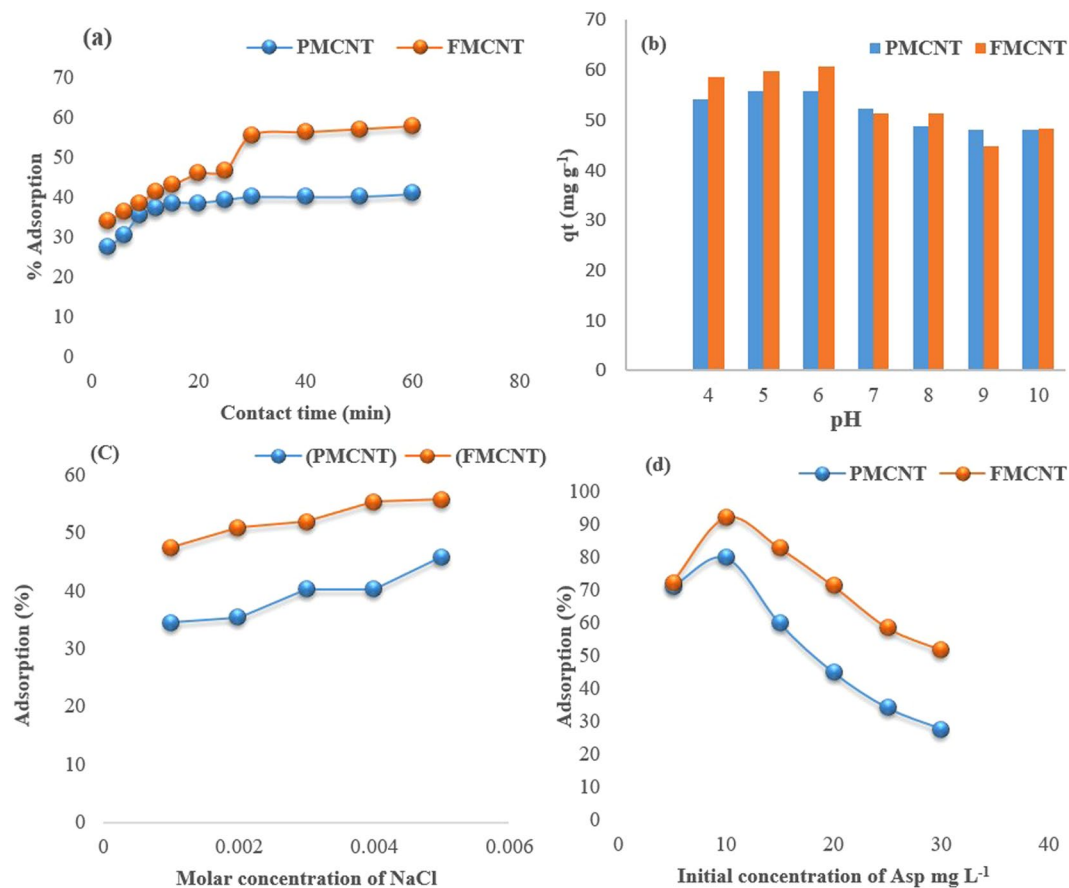 (a)
PMCNT FMCNT
70
60
50
40
30
20
10
0
% Adsorption
0 20 40 60 80
Contact time (min)
(b)
PMCNT FMCNT
70
60
50
40
30
20
10
0
qt (mg g⁻¹)
4 5 6 7 8 9 10
pH
(C)
(PMCNT) (FMCNT)
60
50
40
30
20
10
0
Adsorption (%)
0 0.002 0.004 0.006
Molar concentration of NaCl
(d)
PMCNT FMCNT
100
90
80
70
60
50
40
30
20
10
0
Adsorption (%)
0 10 20 30 40
Initial concentration of Asp mg L⁻¹